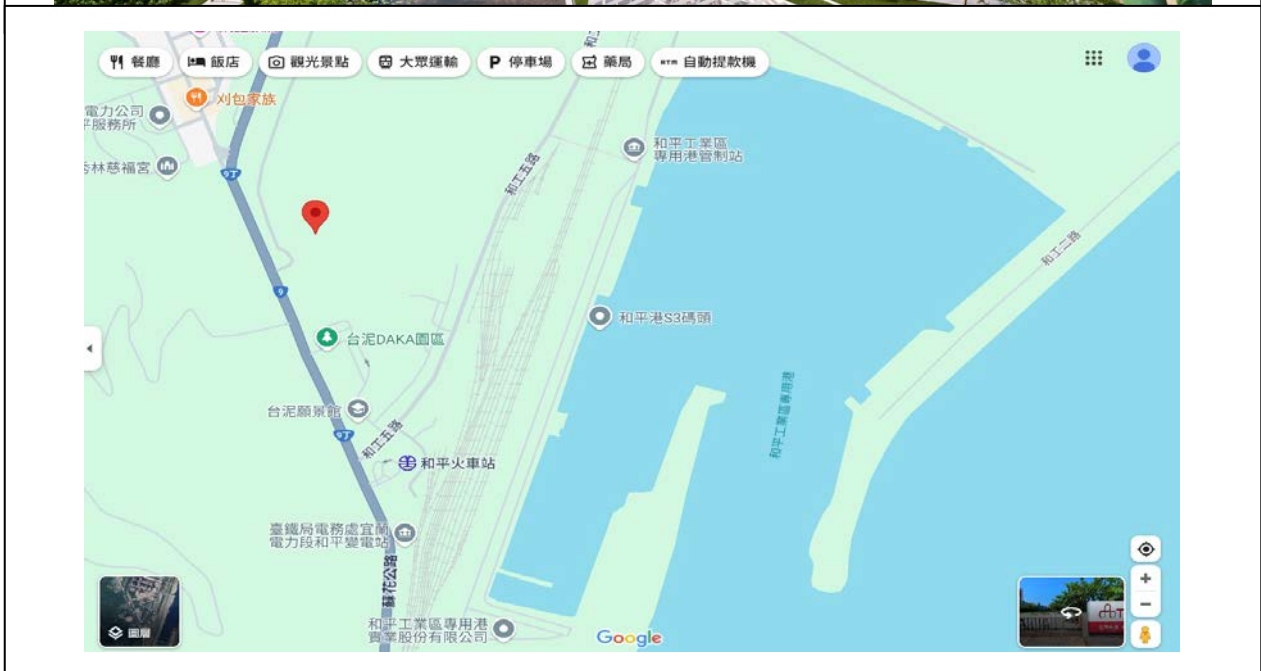 餐廳
飯店
觀光景點
大眾運輸
P 停車場
藥局
ATM 自動提款機
刈包家族
電力公司
平服務所
秀林慈福宮
9丁
和工五路
和平工業區
專用港管制站
和工二路
9
和平港S3碼頭
台泥DAKA園區
和平工業區專用港
台泥願景館
9丁
和工五路
和平火車站
臺鐵局電務處宜蘭
電力段和平變電站
蘇花公路
圖層
和平工業區專用港
實業股份有限公司
Google